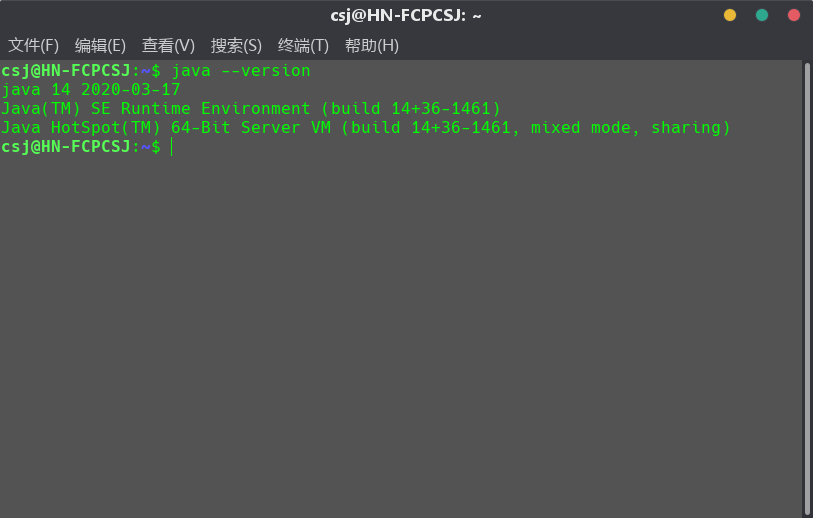 csj@HN-FCPCSJ: ~
文件(F) 编辑(E) 查看(V) 搜索(S) 终端(T) 帮助(H)
csj@HN-FCPCSJ:~$ java --version
java 14 2020-03-17
Java(TM) SE Runtime Environment (build 14+36-1461)
Java HotSpot(TM) 64-Bit Server VM (build 14+36-1461, mixed mode, sharing)
csj@HN-FCPCSJ:~$